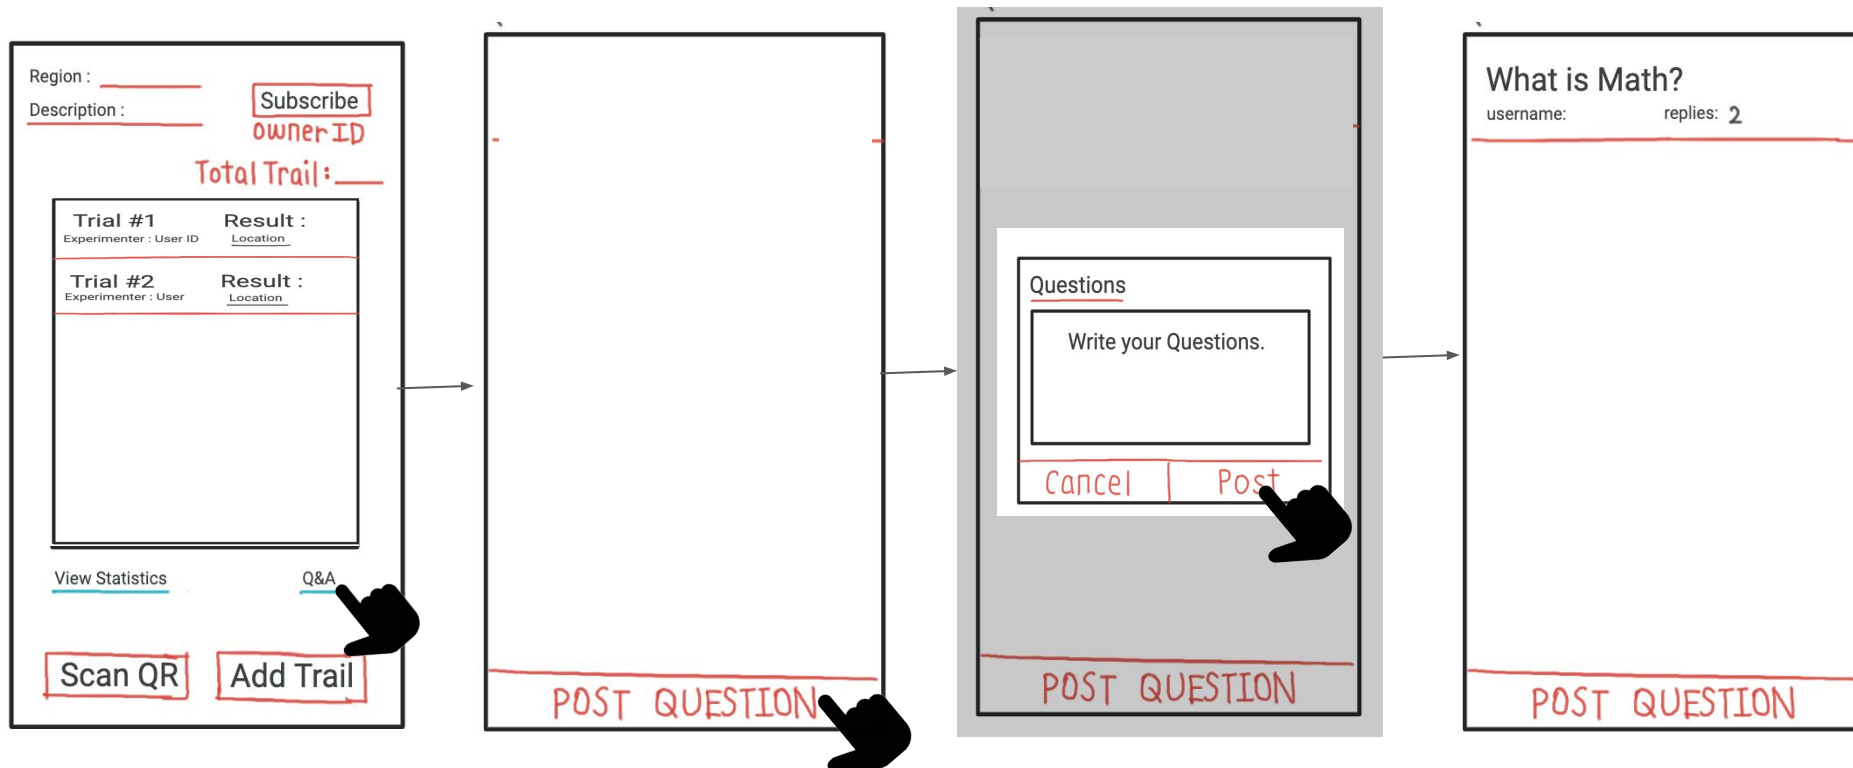 Region :
Description :
Subscribe
owner ID
Total Trail :
Trial #1 Result :
Experimenter : User ID Location
Trial #2 Result :
Experimenter : User Location
View Statistics Q&A
Scan QR Add Trail
POST QUESTION
Questions
Write your Questions.
Cancel Post
POST QUESTION
What is Math?
username: replies: 2
POST QUESTION